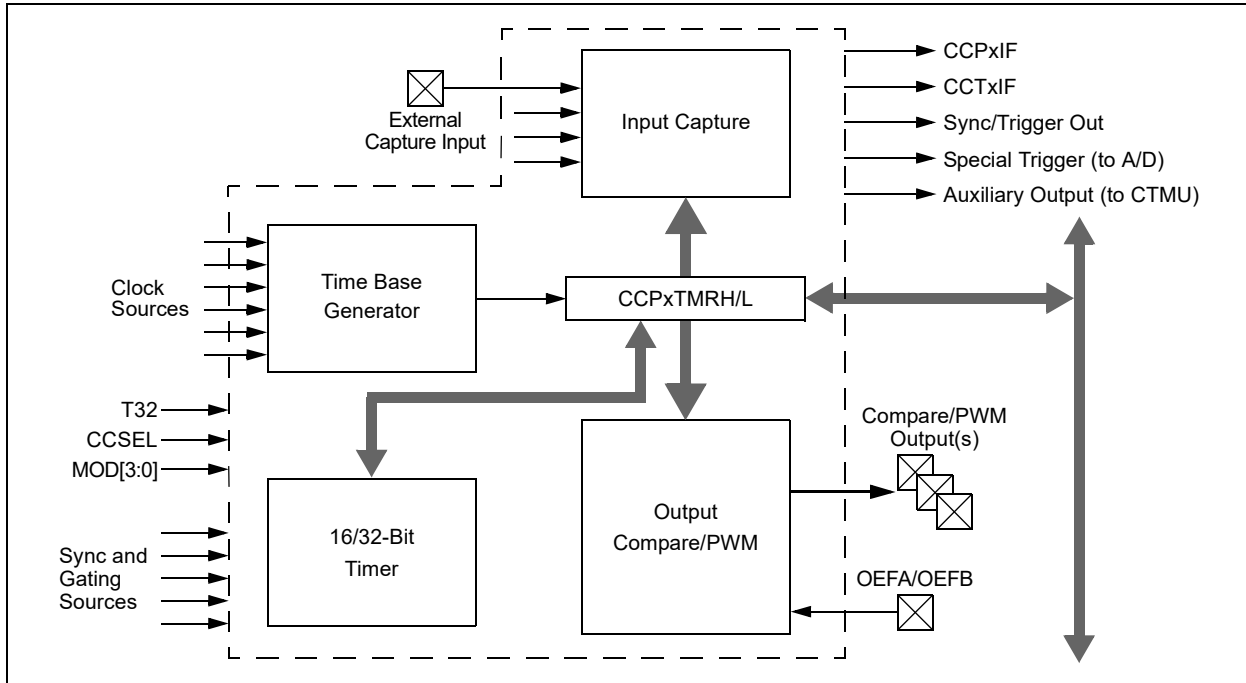 External
Capture Input
Input Capture
CCPxIF
CCTxIF
Sync/Trigger Out
Special Trigger (to A/D)
Auxiliary Output (to CTMU)
Clock
Sources
Time Base
Generator
CCPxTMRH/L
T32
CCSEL
MOD[3:0]
Sync and
Gating
Sources
16/32-Bit
Timer
Output
Compare/PWM
Compare/PWM
Output(s)
OEFA/OEFB